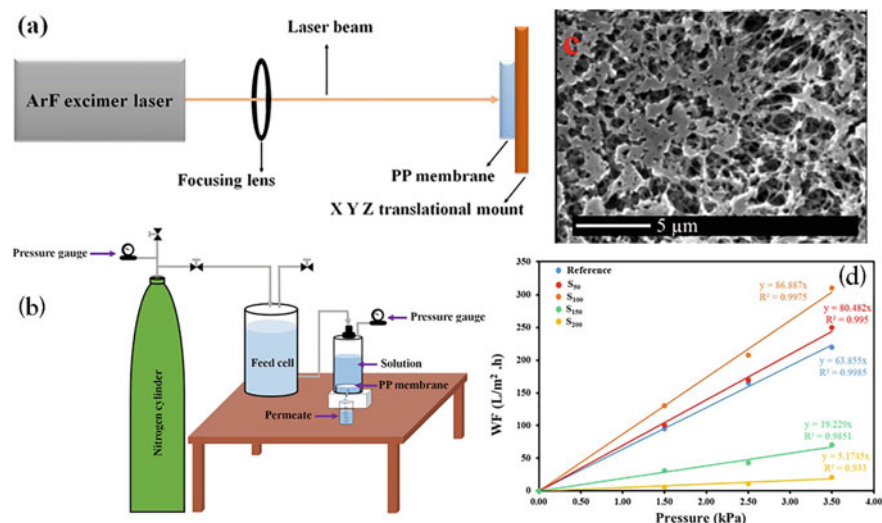 (a)
Laser beam
ArF excimer laser
Focusing lens
PP membrane
X Y Z translational mount
c
5 µm
(b)
Pressure gauge
Nitrogen cylinder
Feed cell
Pressure gauge
Solution
PP membrane
Permeate
(d)
Reference
S50
S100
S150
S200
y = 86.887x
R² = 0.9975
y = 80.482x
R² = 0.995
y = 63.855x
R² = 0.9985
y = 19.229x
R² = 0.9851
y = 5.1745x
R² = 0.933
WF (L/m² .h)
350
300
250
200
150
100
50
0
0.00 0.50 1.00 1.50 2.00 2.50 3.00 3.50 4.00
Pressure (kPa)